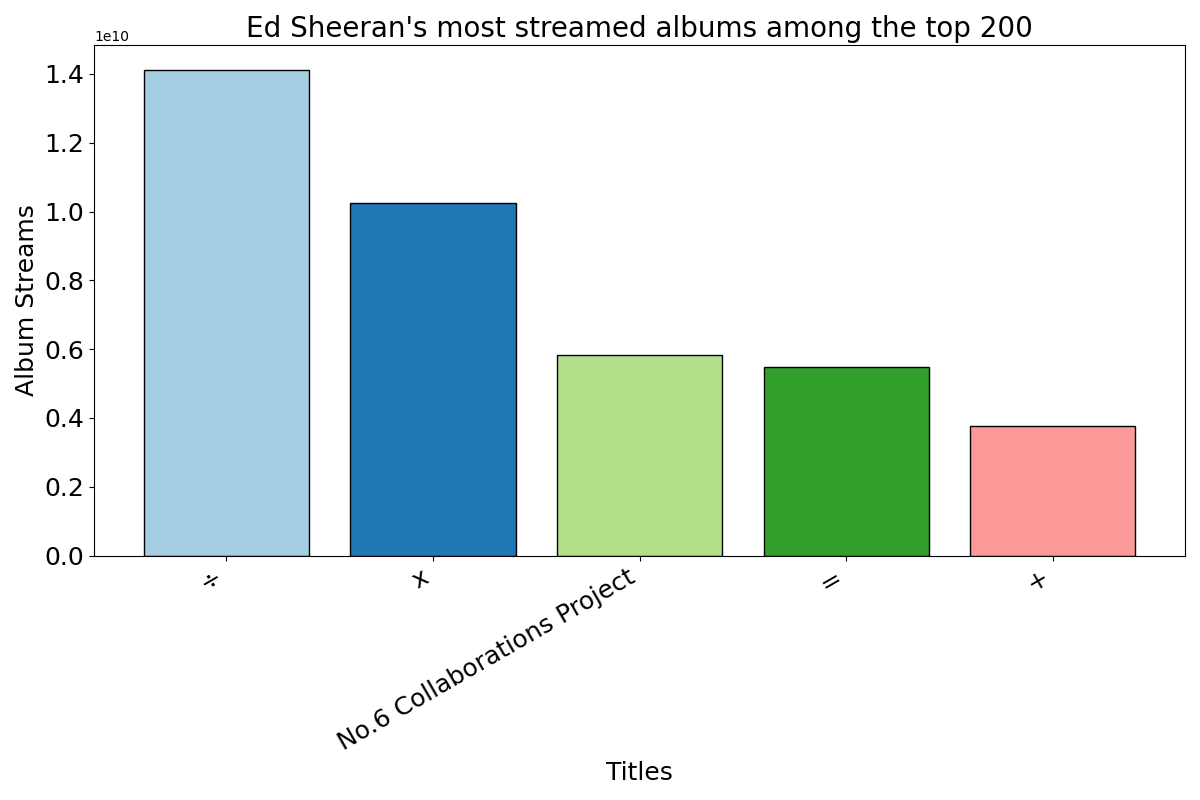 Ed Sheeran's most streamed albums among the top 200
1e10
1.4
1.2
1.0
0.8
0.6
0.4
0.2
0.0
Album Streams
÷
x
No.6 Collaborations Project
=
+
Titles